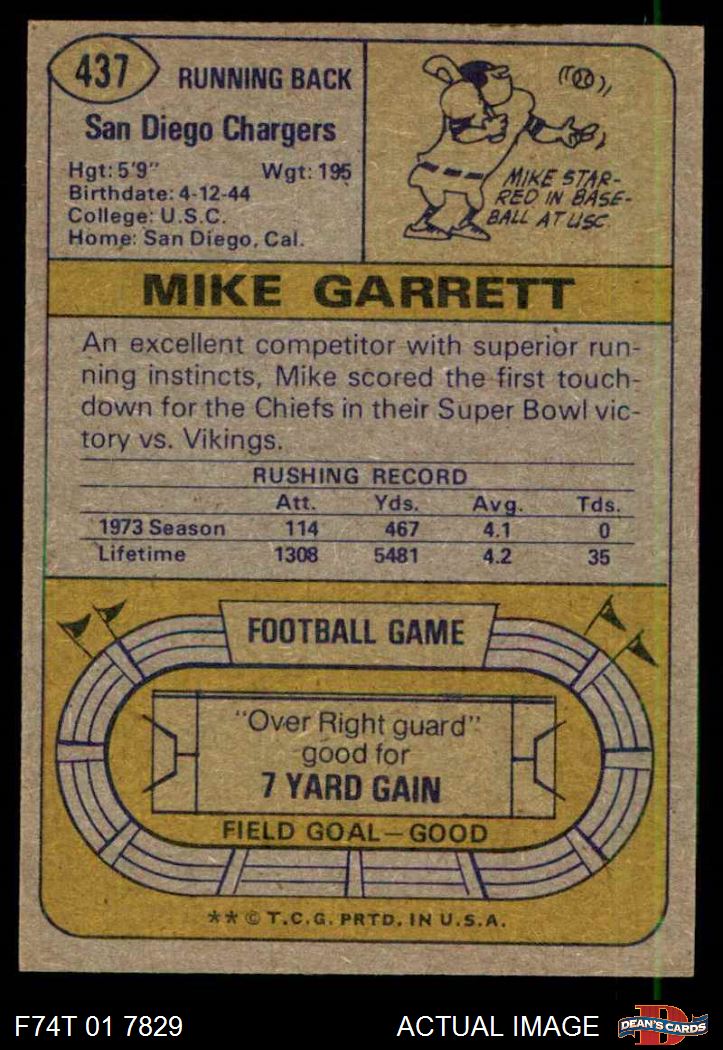 437
RUNNING BACK
San Diego Chargers
Hgt: 5'9" Wgt: 195
Birthdate: 4-12-44
College: U.S.C.
Home: San Diego, Cal.
MIKE STAR-
RED IN BASE-
BALL AT USC
MIKE GARRETT
An excellent competitor with superior run-
ning instincts, Mike scored the first touch-
down for the Chiefs in their Super Bowl vic-
tory vs. Vikings.
RUSHING RECORD
Att. Yds. Avg. Tds.
1973 Season 114 467 4.1 0
Lifetime 1308 5481 4.2 35
FOOTBALL GAME
"Over Right guard"
good for
7 YARD GAIN
FIELD GOAL—GOOD
** © T.C.G. PRTD. IN U.S.A.
F74T 01 7829 ACTUAL IMAGE
D
DEAN'S CARDS